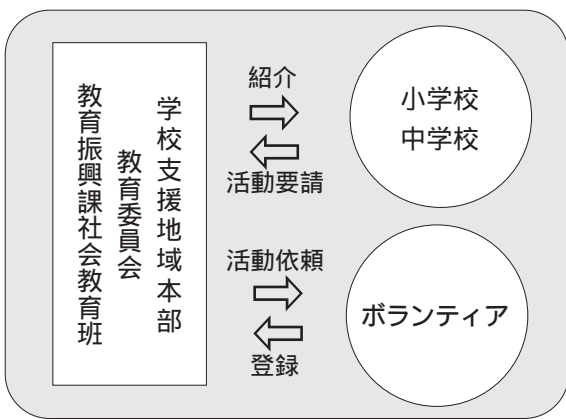 学校支援地域本部
教育委員会
教育振興課社会教育班
紹介
活動要請
小学校
中学校
活動依頼
登録
ボランティア